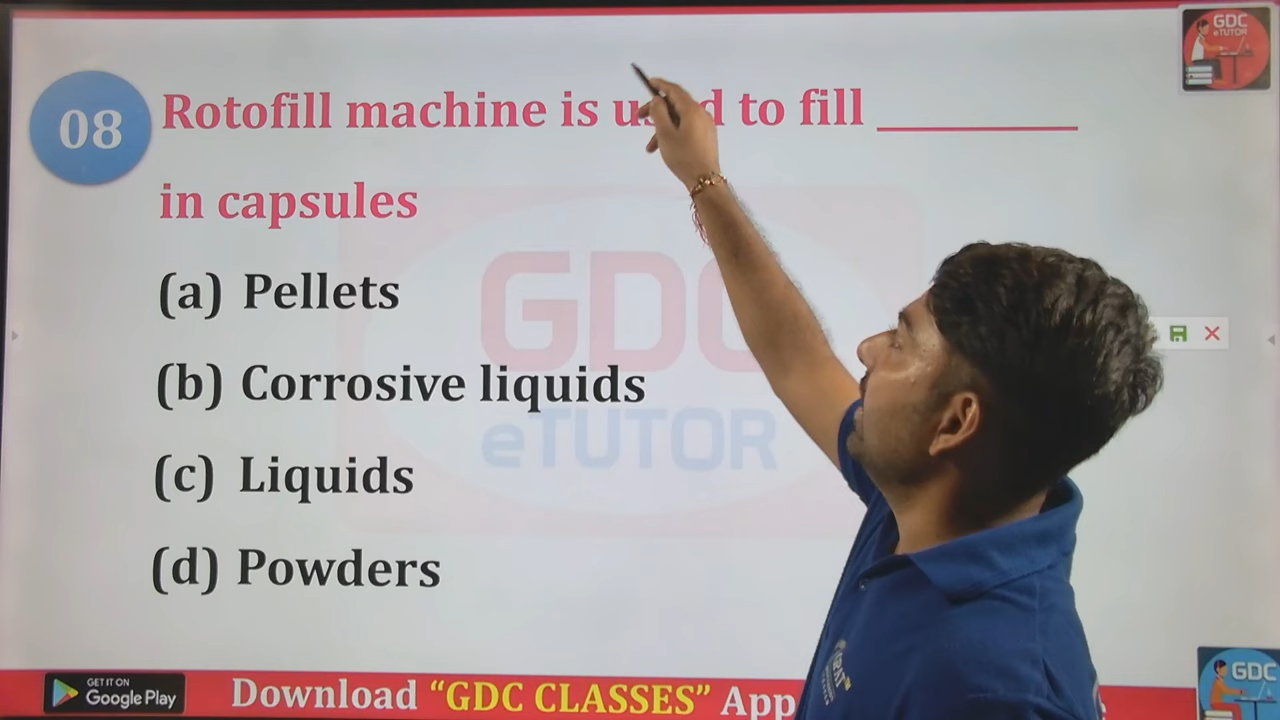 GDC
eTUTOR
08
Rotofill machine is used to fill ________
in capsules
(a) Pellets
(b) Corrosive liquids
(c) Liquids
(d) Powders
GDC
eTUTOR
GET IT ON
Google Play
Download “GDC CLASSES” App
GDC